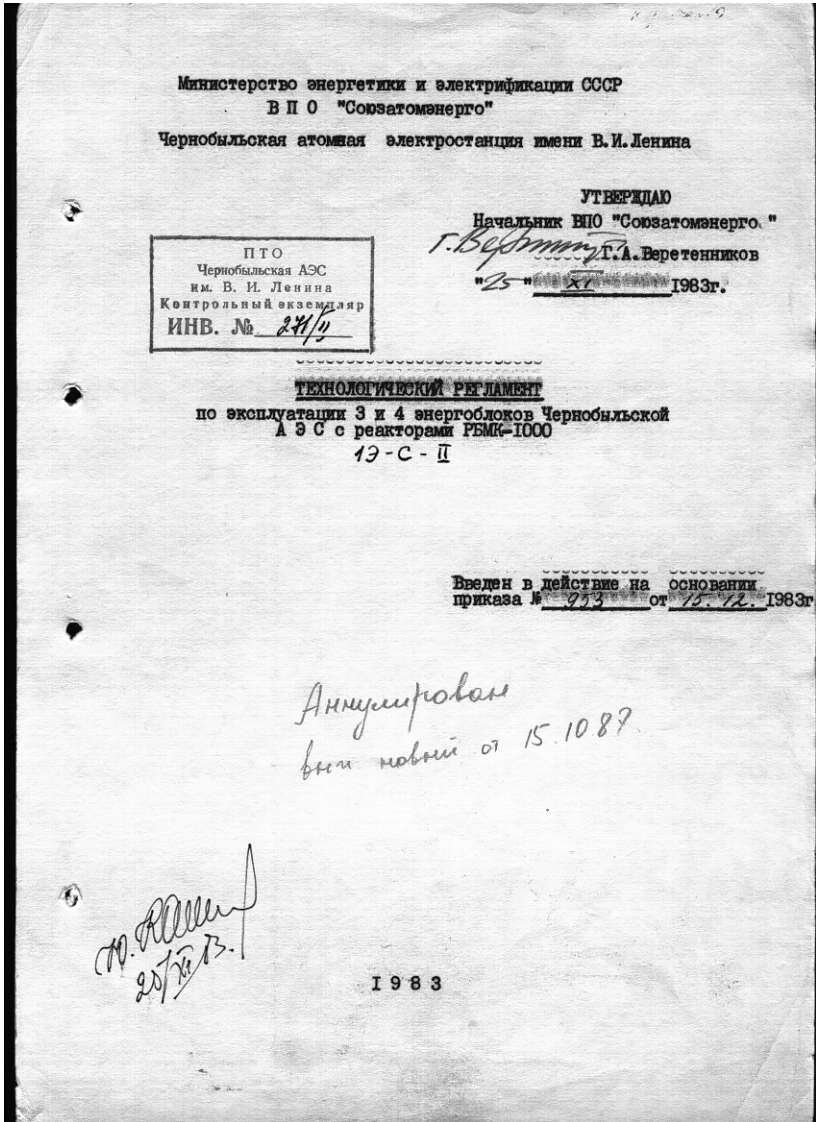 Министерство энергетики и электрификации СССР
В П О "Союзатомэнерго"
Чернобыльская атомная электростанция имени В.И.Ленина
УТВЕРЖДАЮ
Начальник ВПО "Союзатомэнерго"
Г.А.Веретенников
"25" XI 1983г.
ПТО
Чернобыльская АЭС
им. В. И. Ленина
Контрольный экземпляр
ИНВ. № 271/II
ТЕХНОЛОГИЧЕСКИЙ РЕГЛАМЕНТ
по эксплуатации 3 и 4 энергоблоков Чернобыльской
А Э С с реакторами РБМК-1000
1Э-С-II
Введен в действие на основании
приказа № 953 от 15.12. 1983г
Аннулирован
новый от 15.10.87
1983